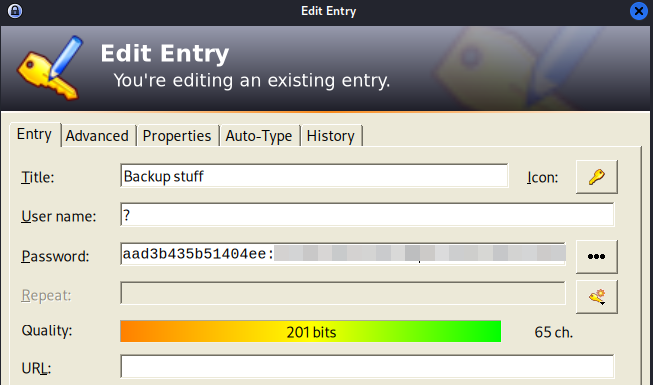 Edit Entry
Edit Entry
You're editing an existing entry.
Entry Advanced Properties Auto-Type History
Title: Backup stuff Icon:
User name: ?
Password: aad3b435b51404ee: •••
Repeat:
Quality: 201 bits 65 ch.
URL: